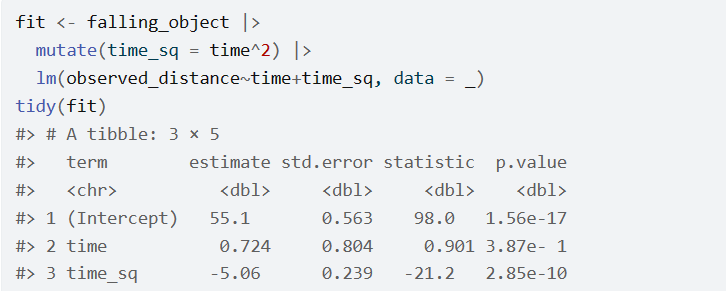 fit <- falling_object |>
  mutate(time_sq = time^2) |>
  lm(observed_distance~time+time_sq, data = _)
tidy(fit)
#> # A tibble: 3 × 5
#>   term        estimate std.error statistic  p.value
#>   <chr>          <dbl>     <dbl>     <dbl>    <dbl>
#> 1 (Intercept)   55.1       0.563    98.0   1.56e-17
#> 2 time           0.724     0.804     0.901 3.87e- 1
#> 3 time_sq       -5.06      0.239   -21.2   2.85e-10